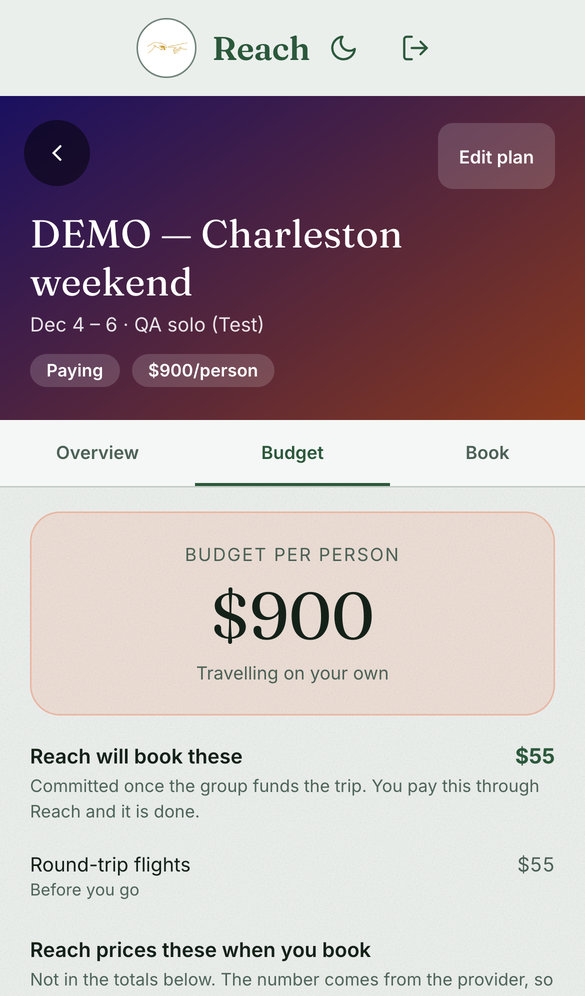 Reach
Edit plan
DEMO — Charleston
weekend
Dec 4 – 6 · QA solo (Test)
Paying
$900/person
Overview
Budget
Book
BUDGET PER PERSON
$900
Travelling on your own
Reach will book these
$55
Committed once the group funds the trip. You pay this through
Reach and it is done.
Round-trip flights
$55
Before you go
Reach prices these when you book
Not in the totals below. The number comes from the provider, so